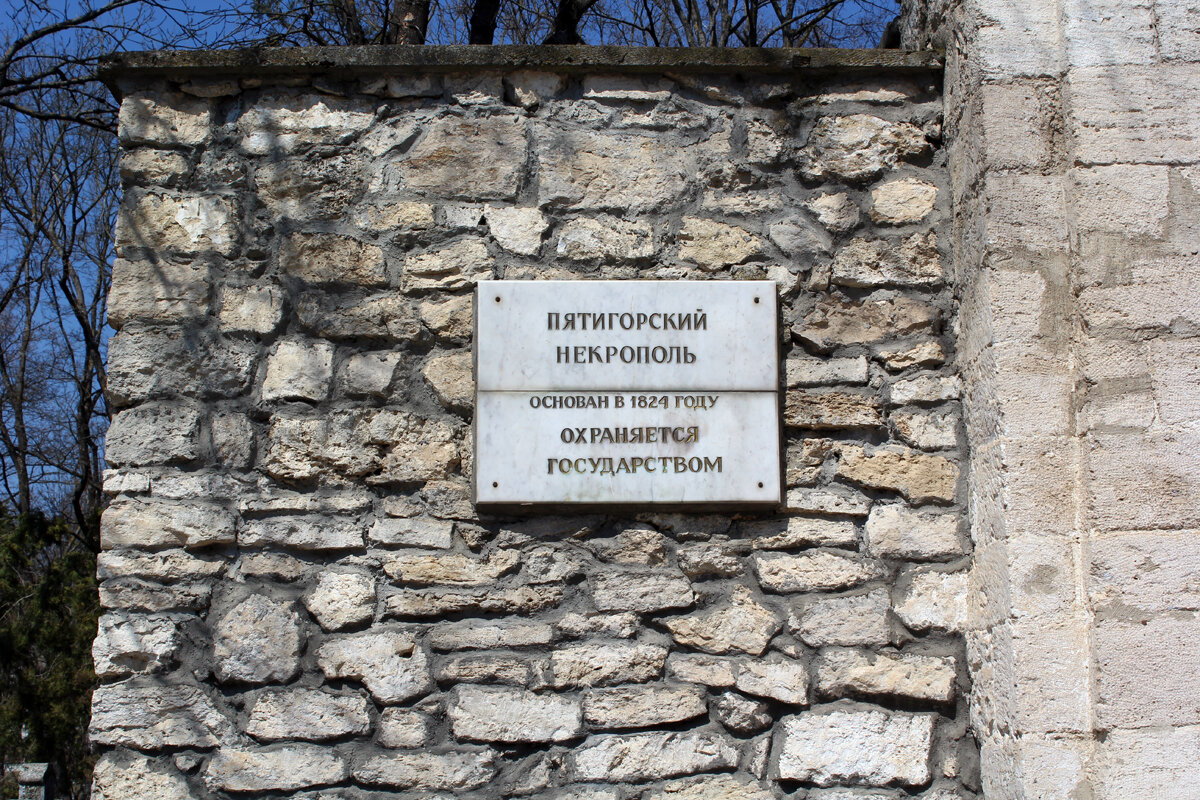 ПЯТИГОРСКИЙ
НЕКРОПОЛЬ
ОСНОВАН В 1824 ГОДУ
ОХРАНЯЕТСЯ
ГОСУДАРСТВОМ